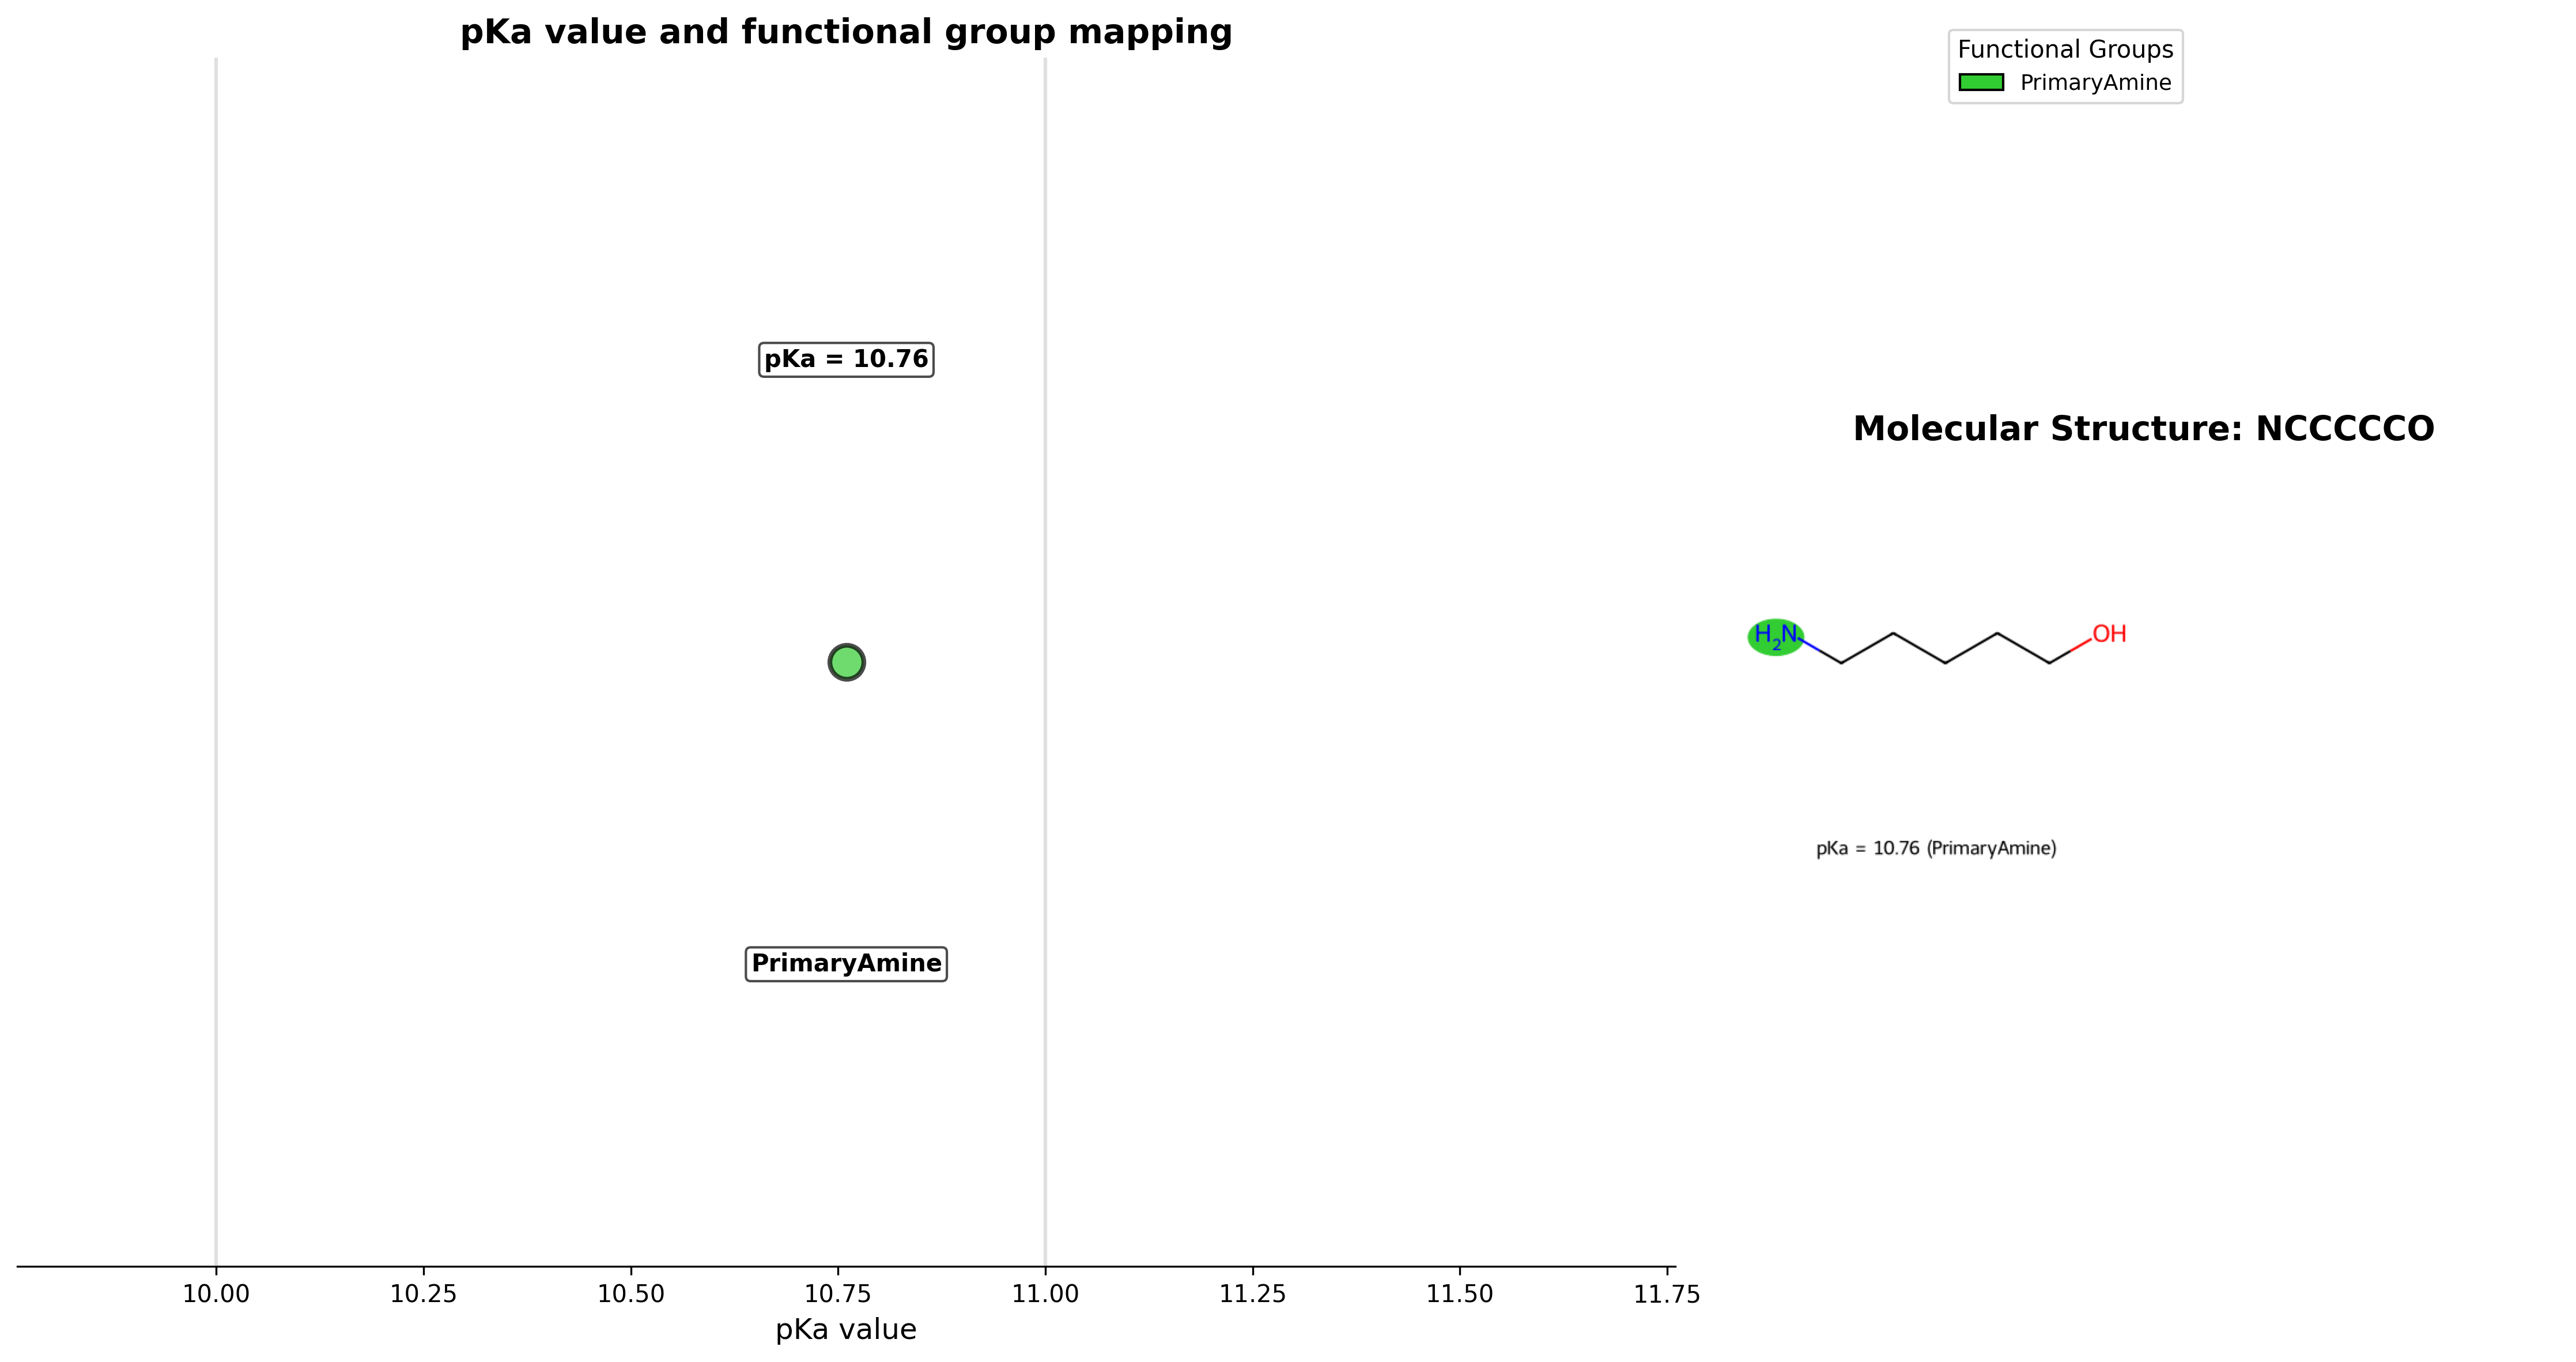 pKa value and functional group mapping
pKa = 10.76
PrimaryAmine
10.00 10.25 10.50 10.75 11.00 11.25 11.50 11.75
pKa value
Functional Groups
PrimaryAmine
Molecular Structure: NCCCCCO
H2N OH
pKa = 10.76 (PrimaryAmine)